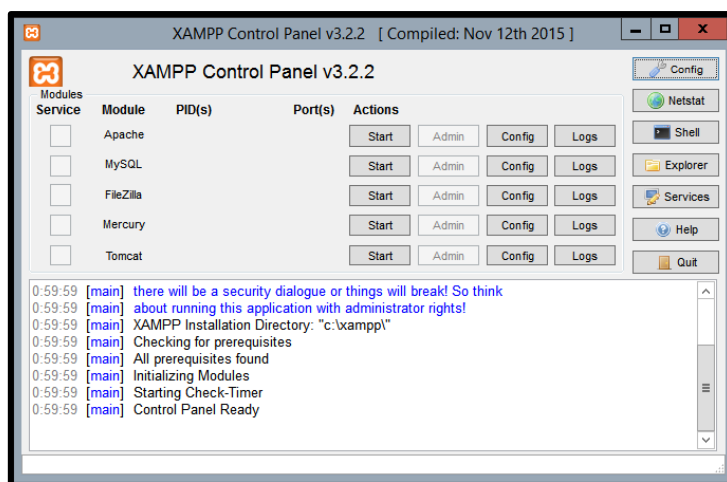 XAMPP Control Panel v3.2.2 [ Compiled: Nov 12th 2015 ]
XAMPP Control Panel v3.2.2
Config
Modules
Service Module PID(s) Port(s) Actions
Netstat
Apache Start Admin Config Logs
Shell
MySQL Start Admin Config Logs
Explorer
FileZilla Start Admin Config Logs
Services
Mercury Start Admin Config Logs
Help
Tomcat Start Admin Config Logs
Quit
0:59:59 [main] there will be a security dialogue or things will break! So think
0:59:59 [main] about running this application with administrator rights!
0:59:59 [main] XAMPP Installation Directory: "c:\xampp\"
0:59:59 [main] Checking for prerequisites
0:59:59 [main] All prerequisites found
0:59:59 [main] Initializing Modules
0:59:59 [main] Starting Check-Timer
0:59:59 [main] Control Panel Ready